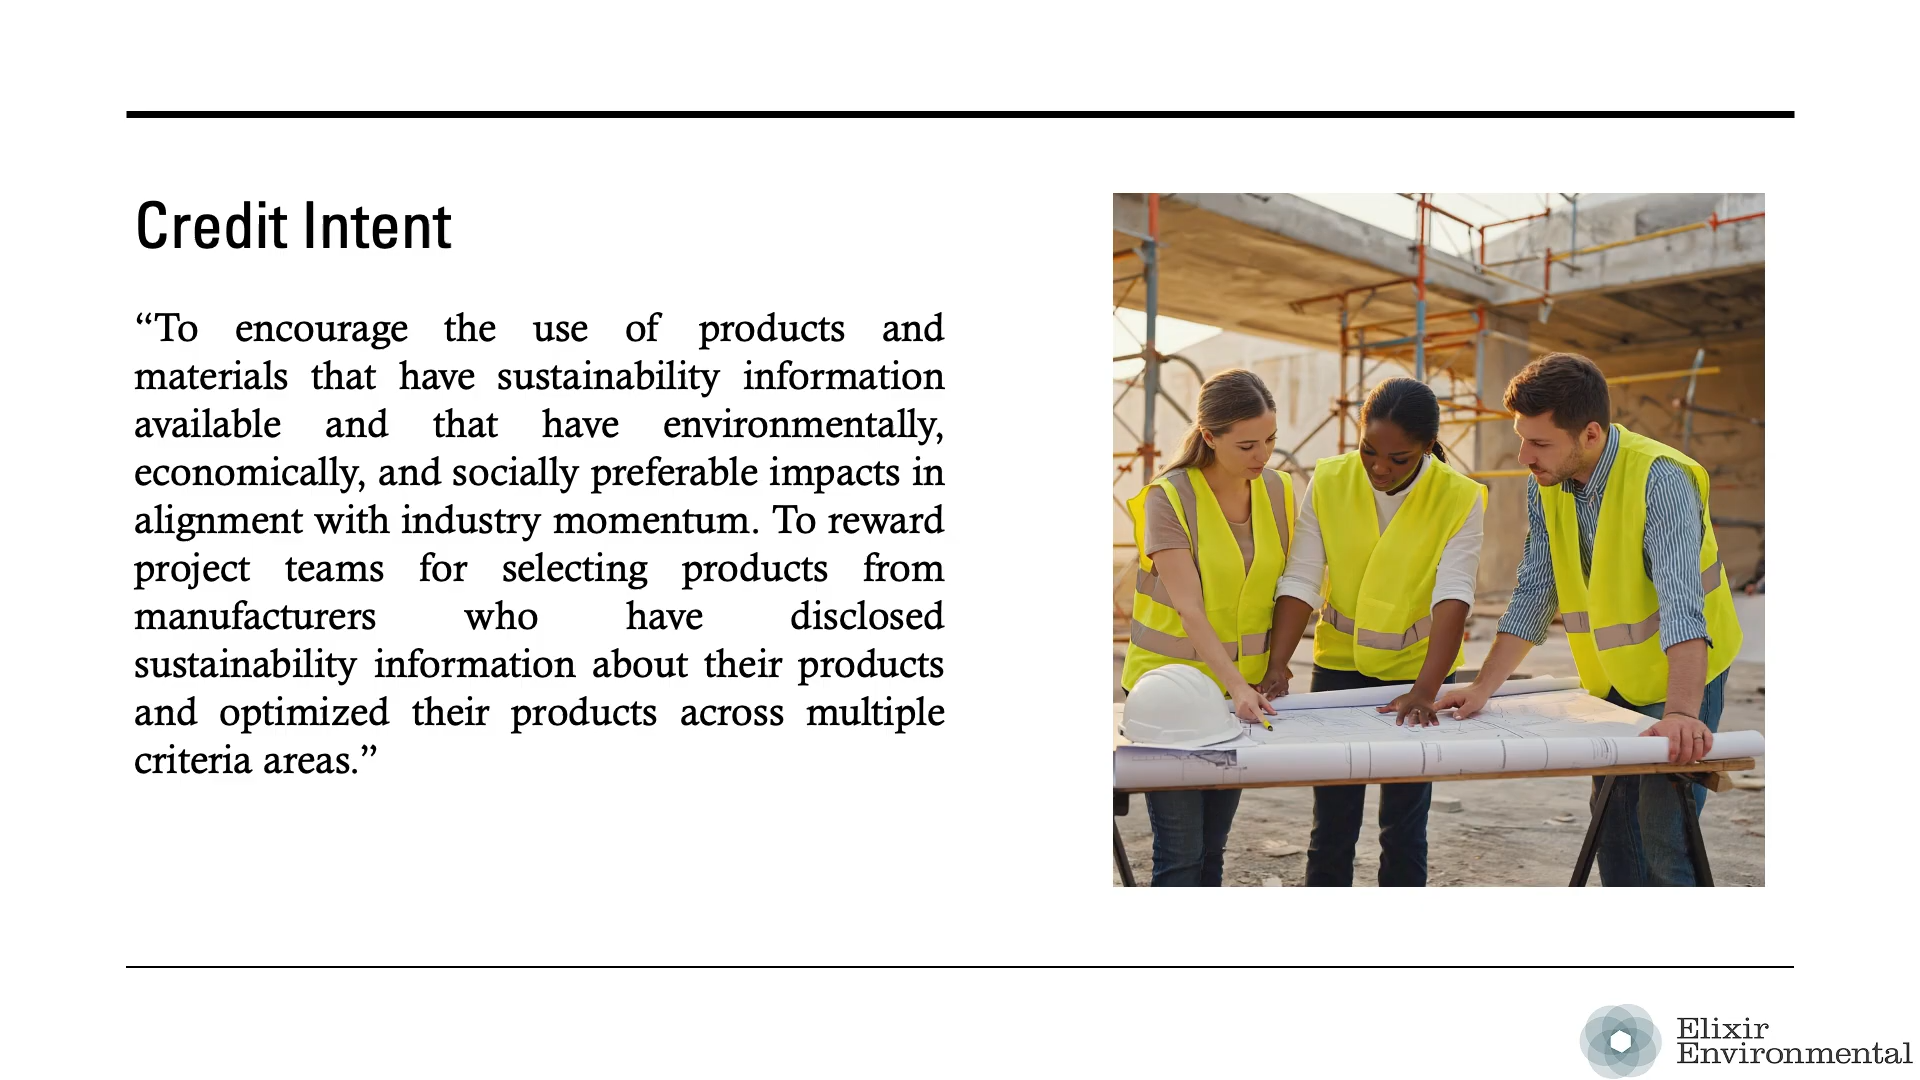 Credit Intent
“To encourage the use of products and
materials that have sustainability information
available and that have environmentally,
economically, and socially preferable impacts in
alignment with industry momentum. To reward
project teams for selecting products from
manufacturers who have disclosed
sustainability information about their products
and optimized their products across multiple
criteria areas.”
Elixir
Environmental